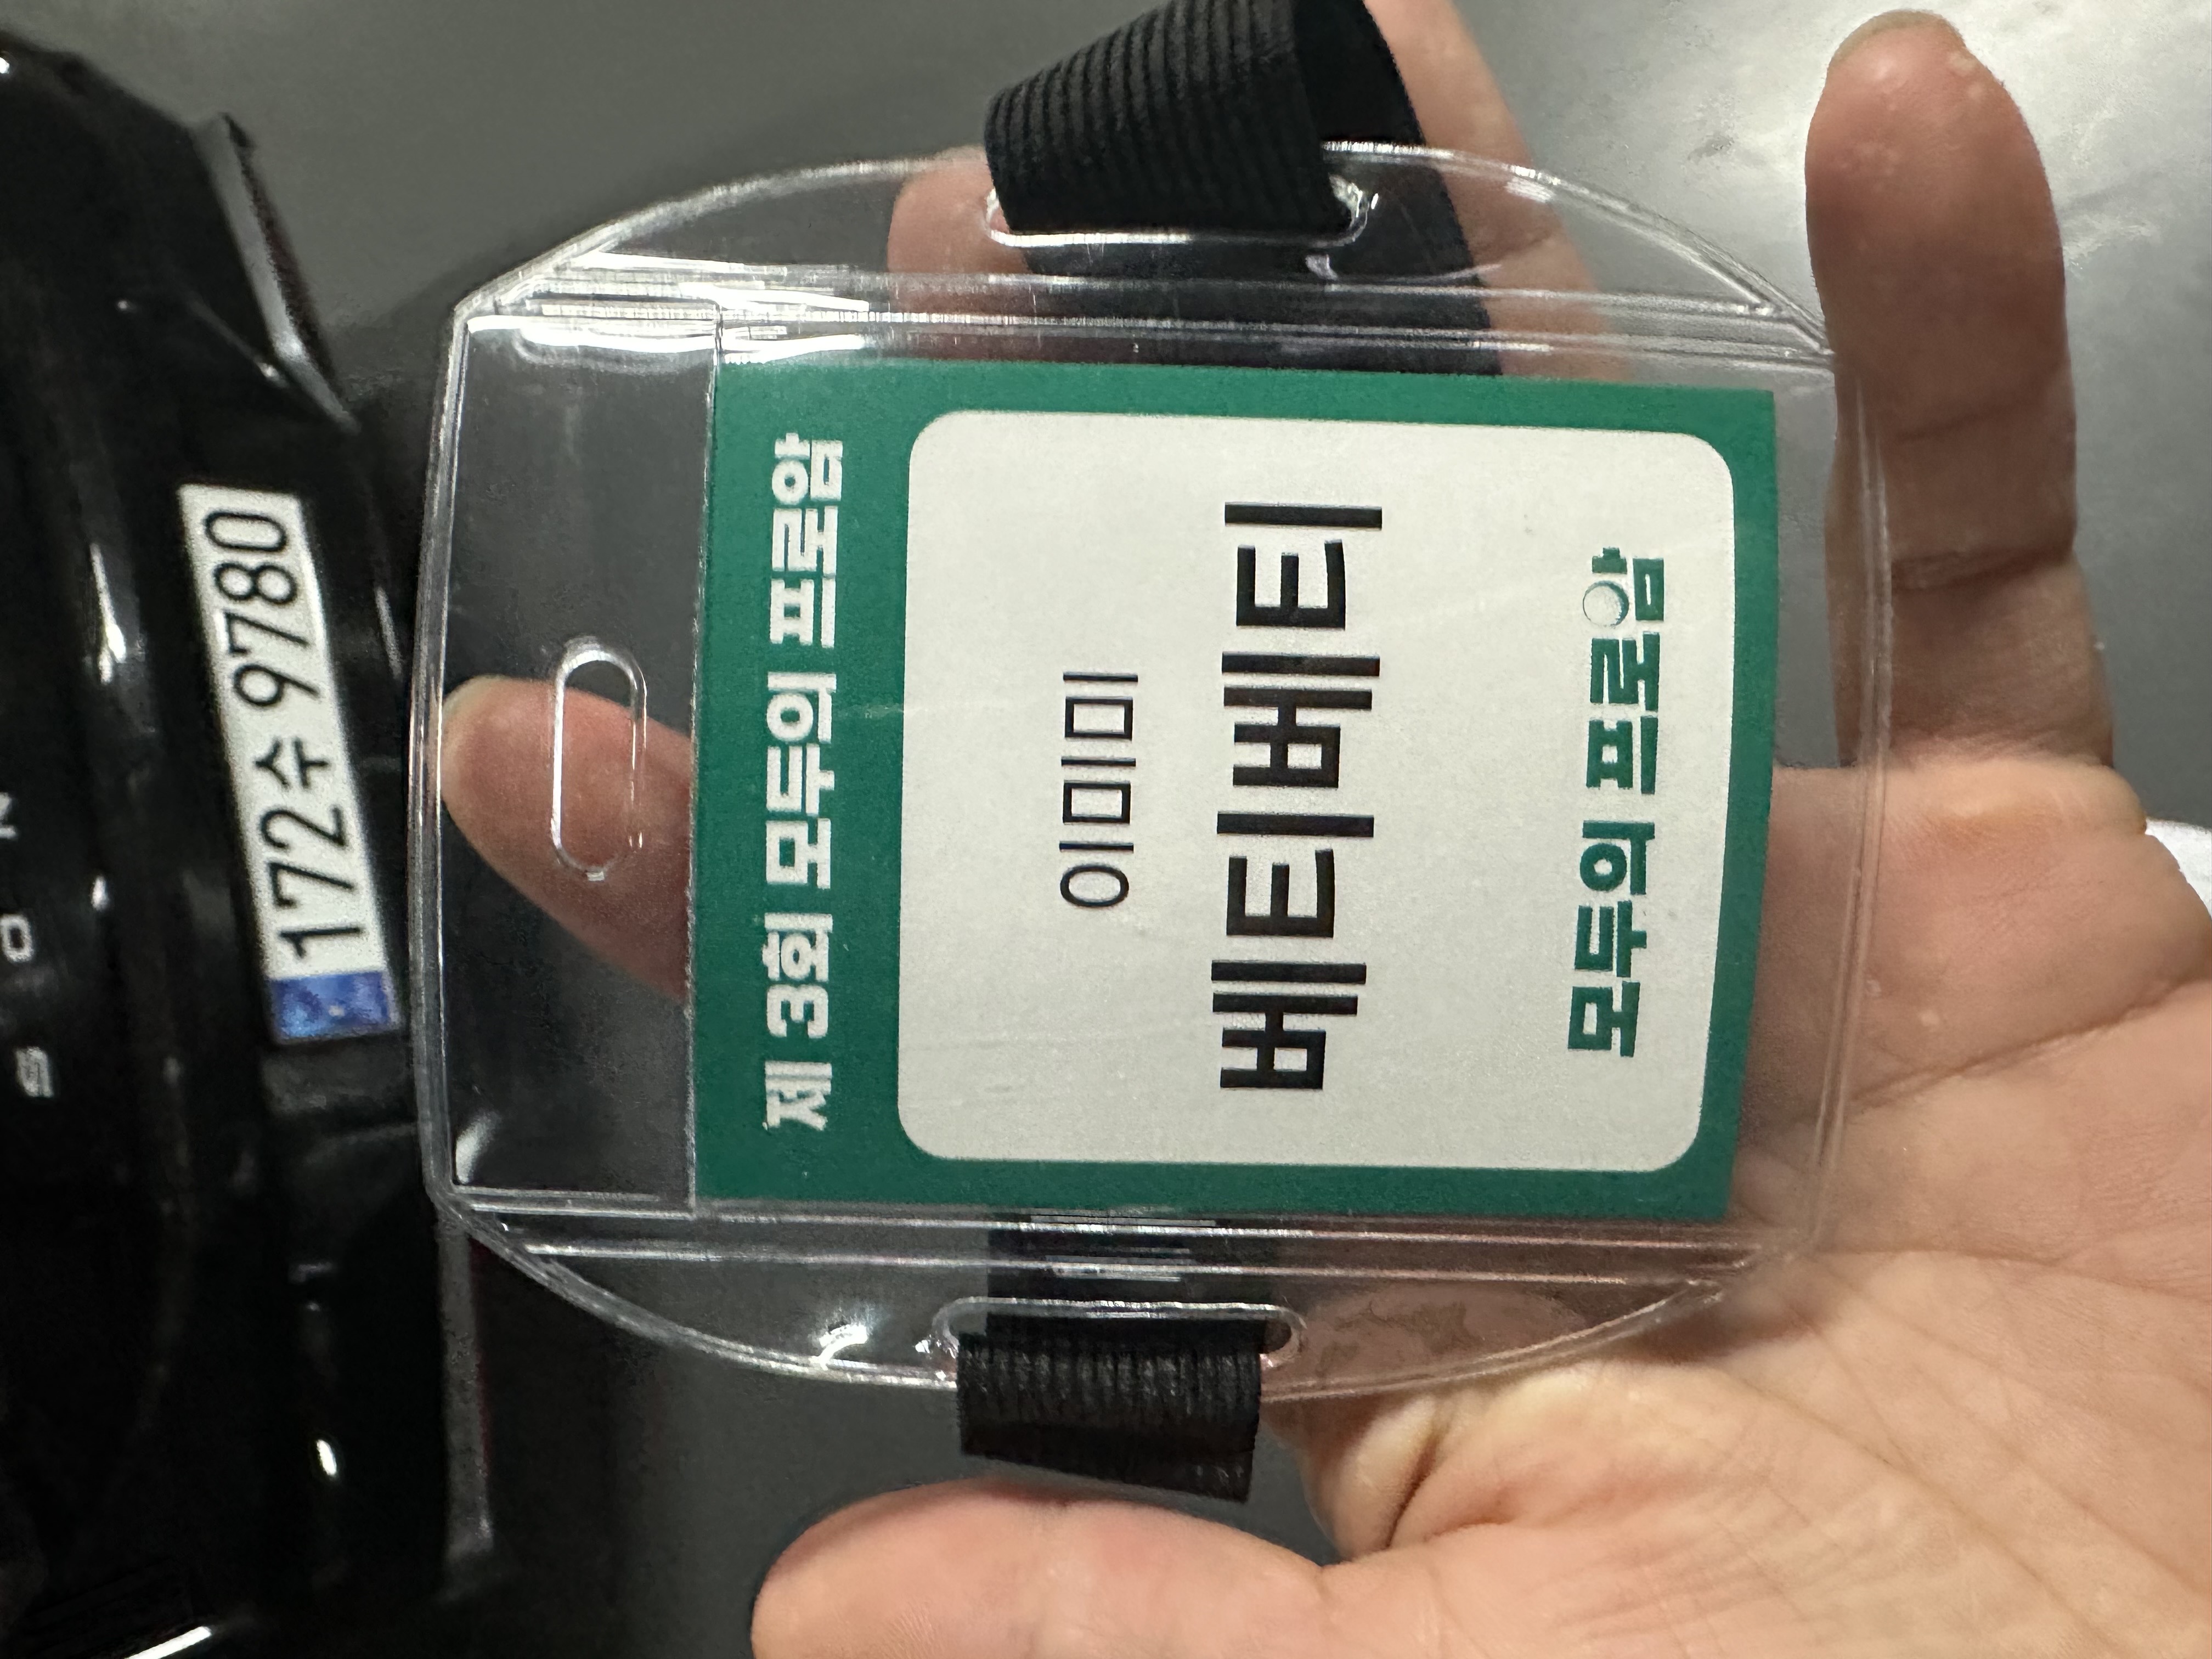 제 3회 모두의 프로암
이미미
베티베티
모두의 프로암
172수 9780